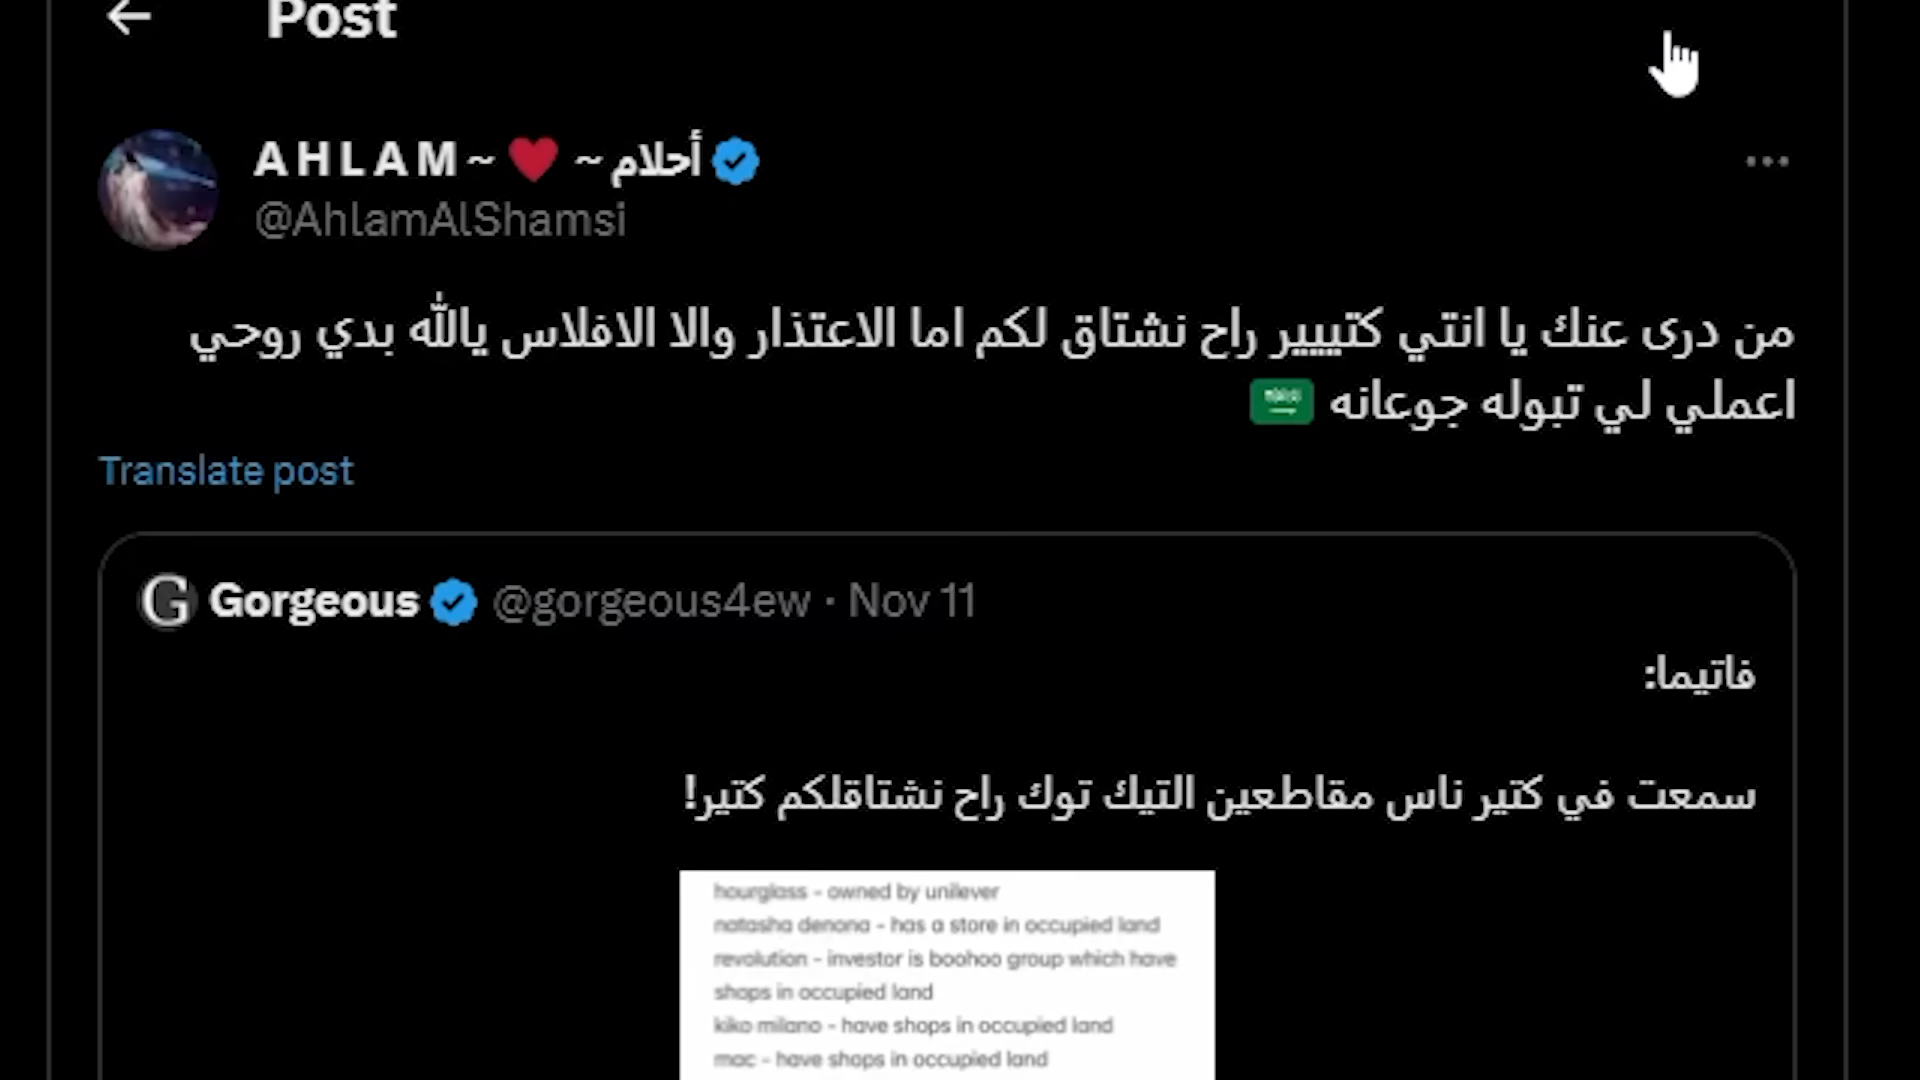 Post
A H L A M ~ ❤️ ~ أحلام
@AhlamAlShamsi
من درى عنك يا انتي كتيييير راح نشتاق لكم اما الاعتذار والا الافلاس يالله بدي روحي
اعملي لي تبوله جوعانه 🇸🇦
Translate post
Gorgeous @gorgeous4ew · Nov 11
فاتيما:
سمعت في كتير ناس مقاطعين التيك توك راح نشتاقلكم كتير!
hourglass - owned by unilever
natasha denona - has a store in occupied land
revolution - investor is boohoo group which have
shops in occupied land
kiko milano - have shops in occupied land
mac - have shops in occupied land